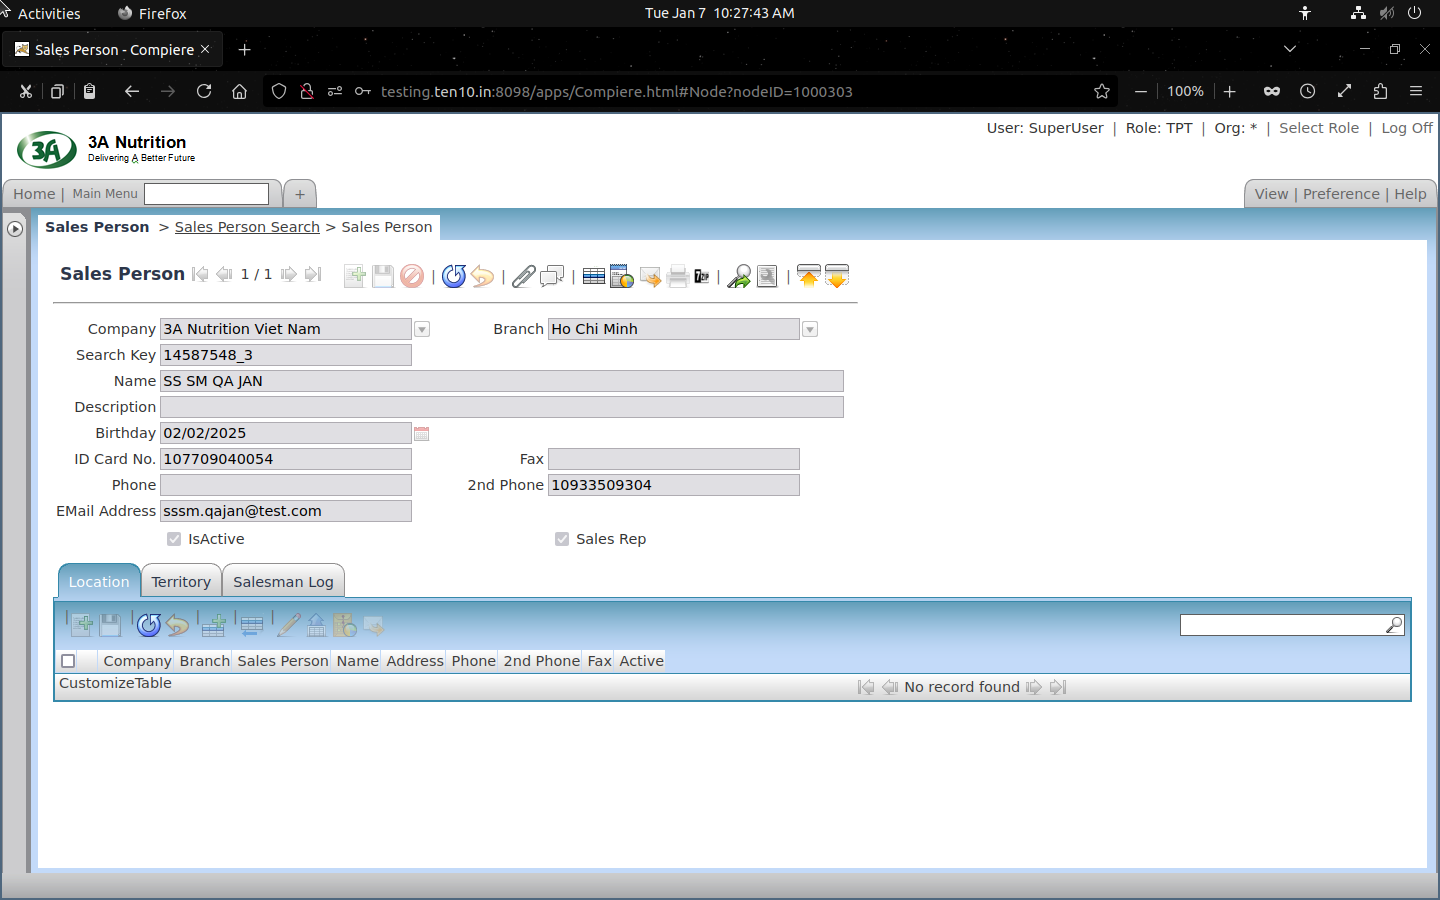 Activities Firefox Tue Jan 7 10:27:43 AM
Sales Person - Compiere
testing.ten10.in:8098/apps/Compiere.html#Node?nodeID=1000303 100%
3A 3A Nutrition
Delivering A Better Future
User: SuperUser | Role: TPT | Org: * | Select Role | Log Off
Home | Main Menu + View | Preference | Help
Sales Person > Sales Person Search > Sales Person
Sales Person 1 / 1
Company 3A Nutrition Viet Nam Branch Ho Chi Minh
Search Key 14587548_3
Name SS SM QA JAN
Description
Birthday 02/02/2025
ID Card No. 107709040054 Fax
Phone 2nd Phone 10933509304
EMail Address sssm.qajan@test.com
IsActive Sales Rep
Location Territory Salesman Log
Company Branch Sales Person Name Address Phone 2nd Phone Fax Active
CustomizeTable No record found